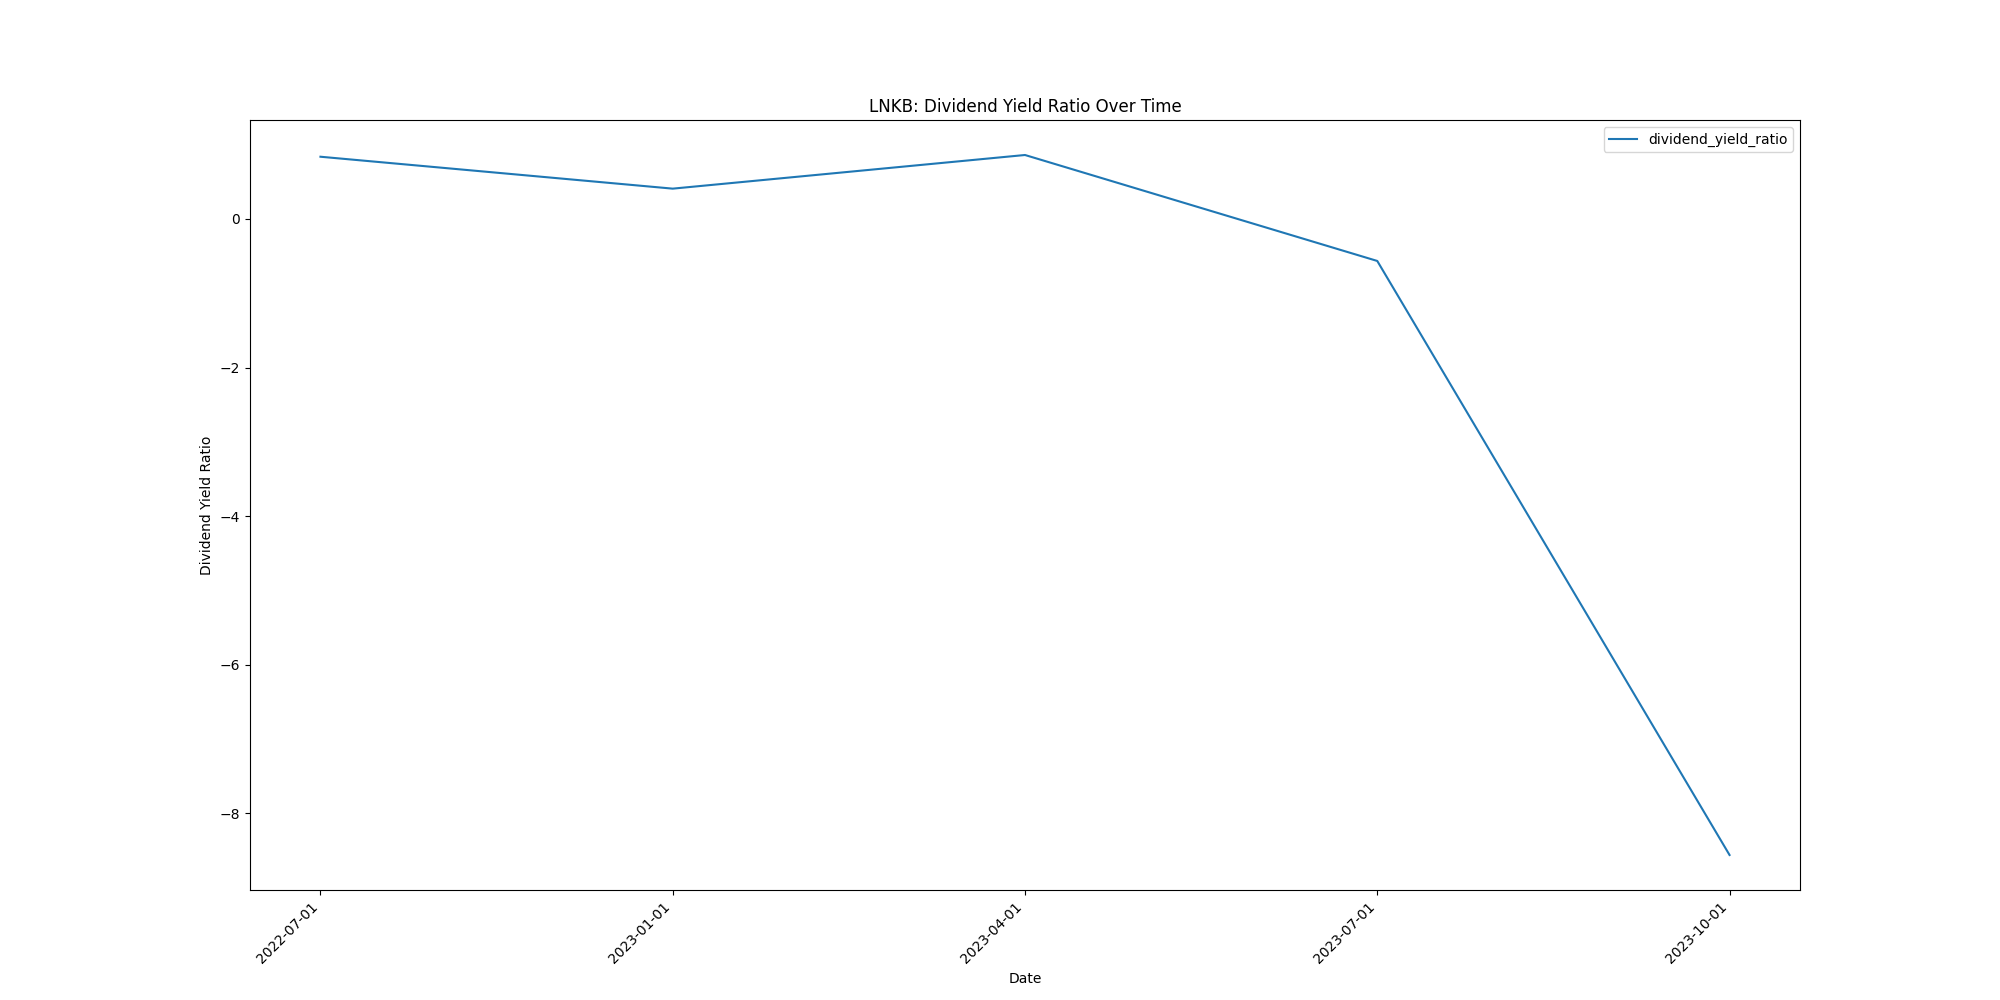 LNKB: Dividend Yield Ratio Over Time
dividend_yield_ratio
0
−2
−4
−6
−8
Dividend Yield Ratio
2022-07-01
2023-01-01
2023-04-01
2023-07-01
2023-10-01
Date